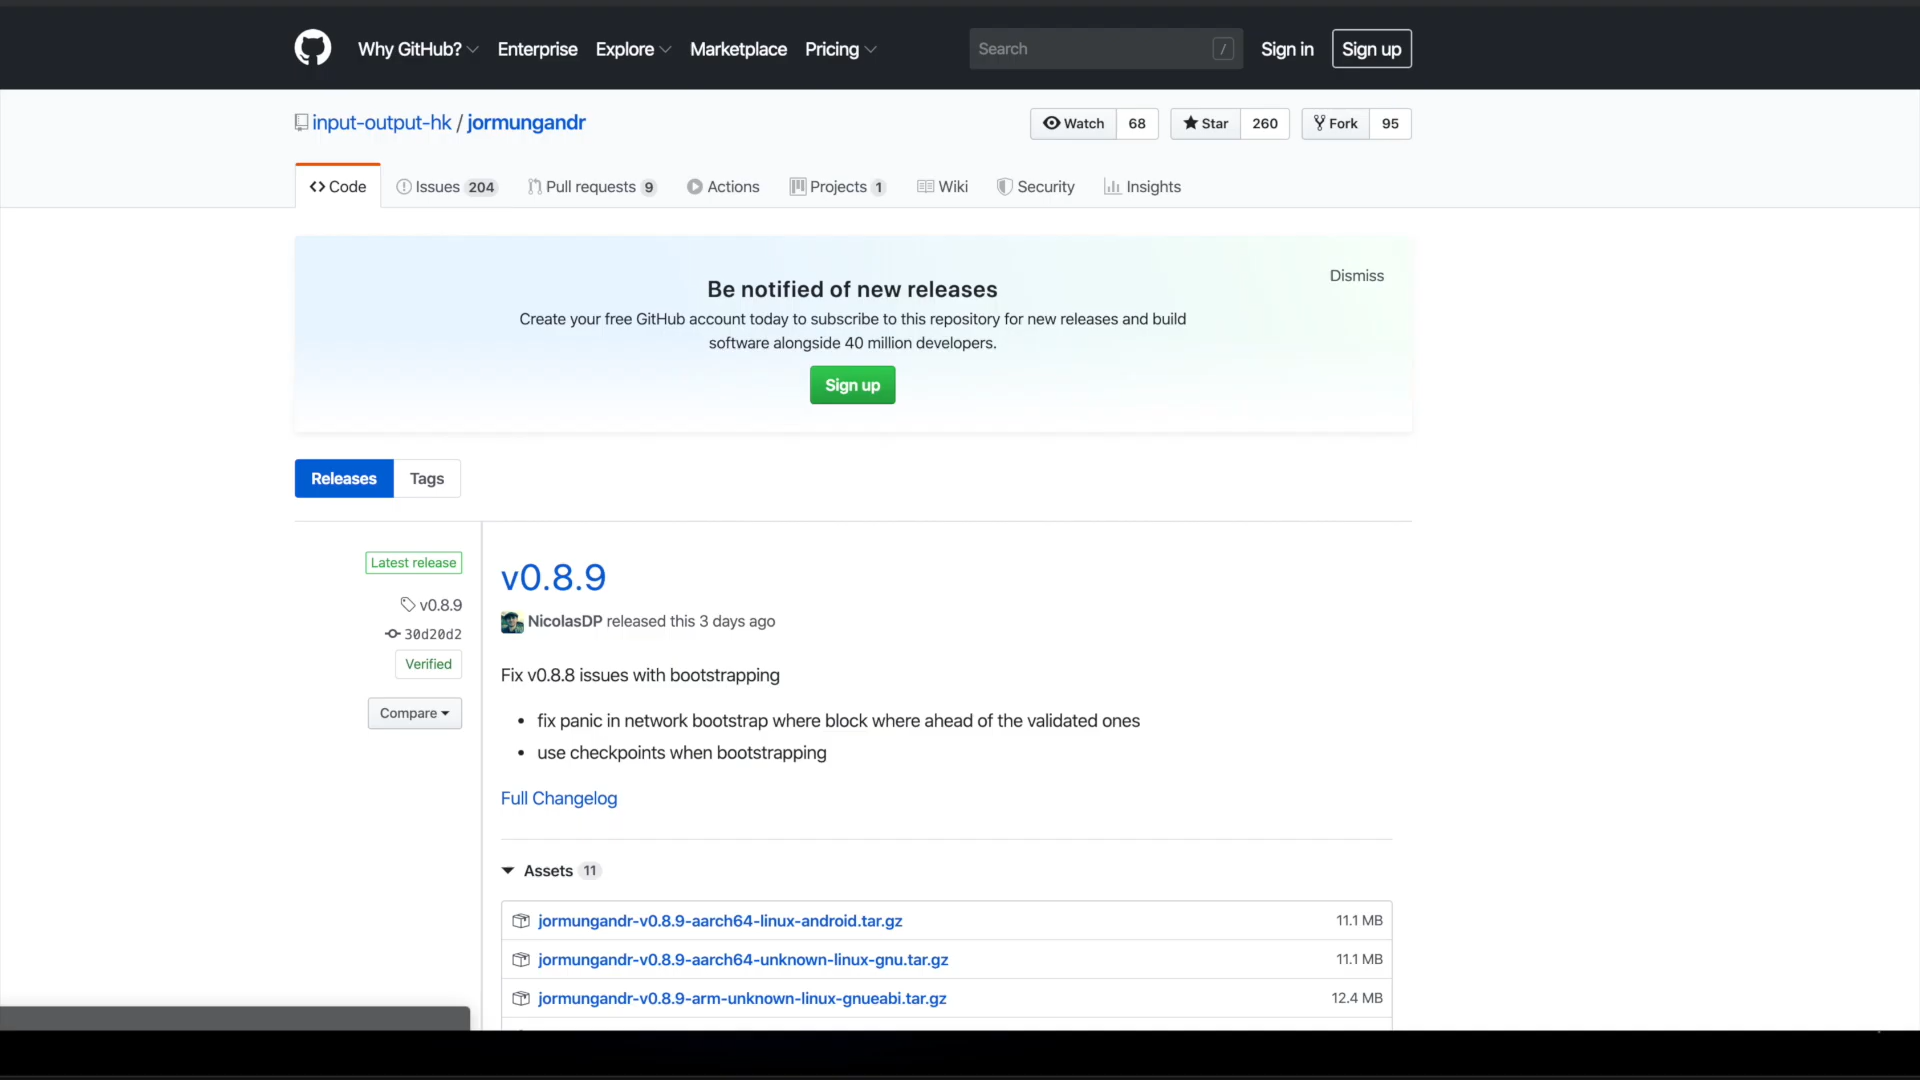 Why GitHub? Enterprise Explore Marketplace Pricing Search / Sign in Sign up
input-output-hk / jormungandr Watch 68 Star 260 Fork 95
Code Issues 204 Pull requests 9 Actions Projects 1 Wiki Security Insights
Be notified of new releases
Dismiss
Create your free GitHub account today to subscribe to this repository for new releases and build
software alongside 40 million developers.
Sign up
Releases Tags
Latest release
v0.8.9
30d20d2
Verified
Compare
v0.8.9
NicolasDP released this 3 days ago
Fix v0.8.8 issues with bootstrapping
• fix panic in network bootstrap where block where ahead of the validated ones
• use checkpoints when bootstrapping
Full Changelog
Assets 11
jormungandr-v0.8.9-aarch64-linux-android.tar.gz 11.1 MB
jormungandr-v0.8.9-aarch64-unknown-linux-gnu.tar.gz 11.1 MB
jormungandr-v0.8.9-arm-unknown-linux-gnueabi.tar.gz 12.4 MB